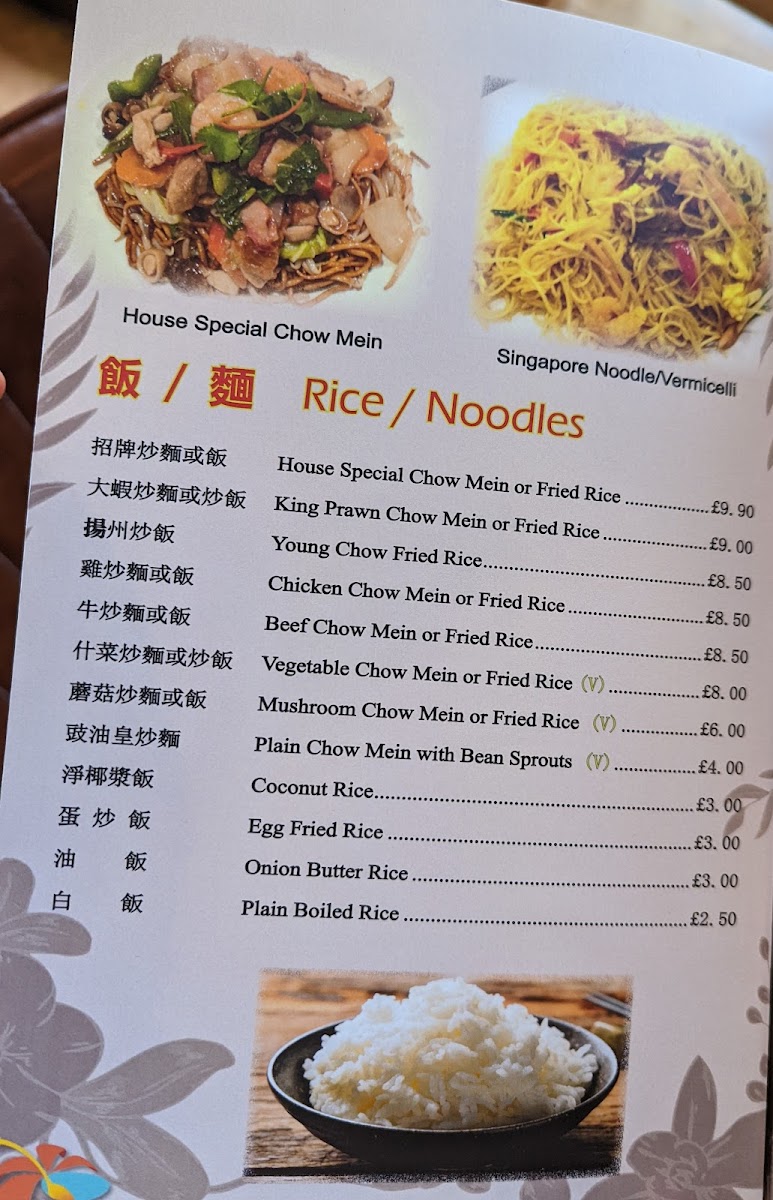 House Special Chow Mein
Singapore Noodle/Vermicelli
飯 / 麵 Rice / Noodles
招牌炒麵或飯 House Special Chow Mein or Fried Rice ................. £9.90
大蝦炒麵或炒飯 King Prawn Chow Mein or Fried Rice ..................... £9.00
揚州炒飯 Young Chow Fried Rice ............................................. £8.50
雞炒麵或飯 Chicken Chow Mein or Fried Rice ........................... £8.50
牛炒麵或飯 Beef Chow Mein or Fried Rice .................................. £8.50
什菜炒麵或炒飯 Vegetable Chow Mein or Fried Rice (V) .................. £8.00
蘑菇炒麵或飯 Mushroom Chow Mein or Fried Rice (V) ............... £6.00
豉油皇炒麵 Plain Chow Mein with Bean Sprouts (V) ................ £4.00
淨椰漿飯 Coconut Rice ................................................................ £3.00
蛋 炒 飯 Egg Fried Rice ............................................................. £3.00
油 飯 Onion Butter Rice ........................................................ £3.00
白 飯 Plain Boiled Rice ......................................................... £2.50